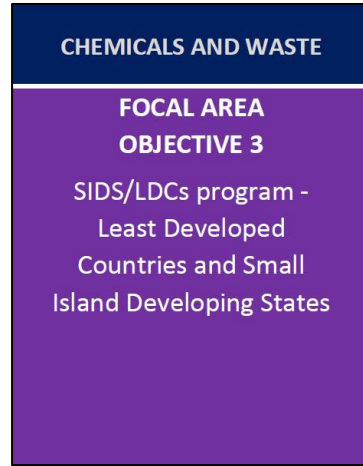 CHEMICALS AND WASTE
FOCAL AREA
OBJECTIVE 3
SIDS/LDCs program -
Least Developed
Countries and Small
Island Developing States